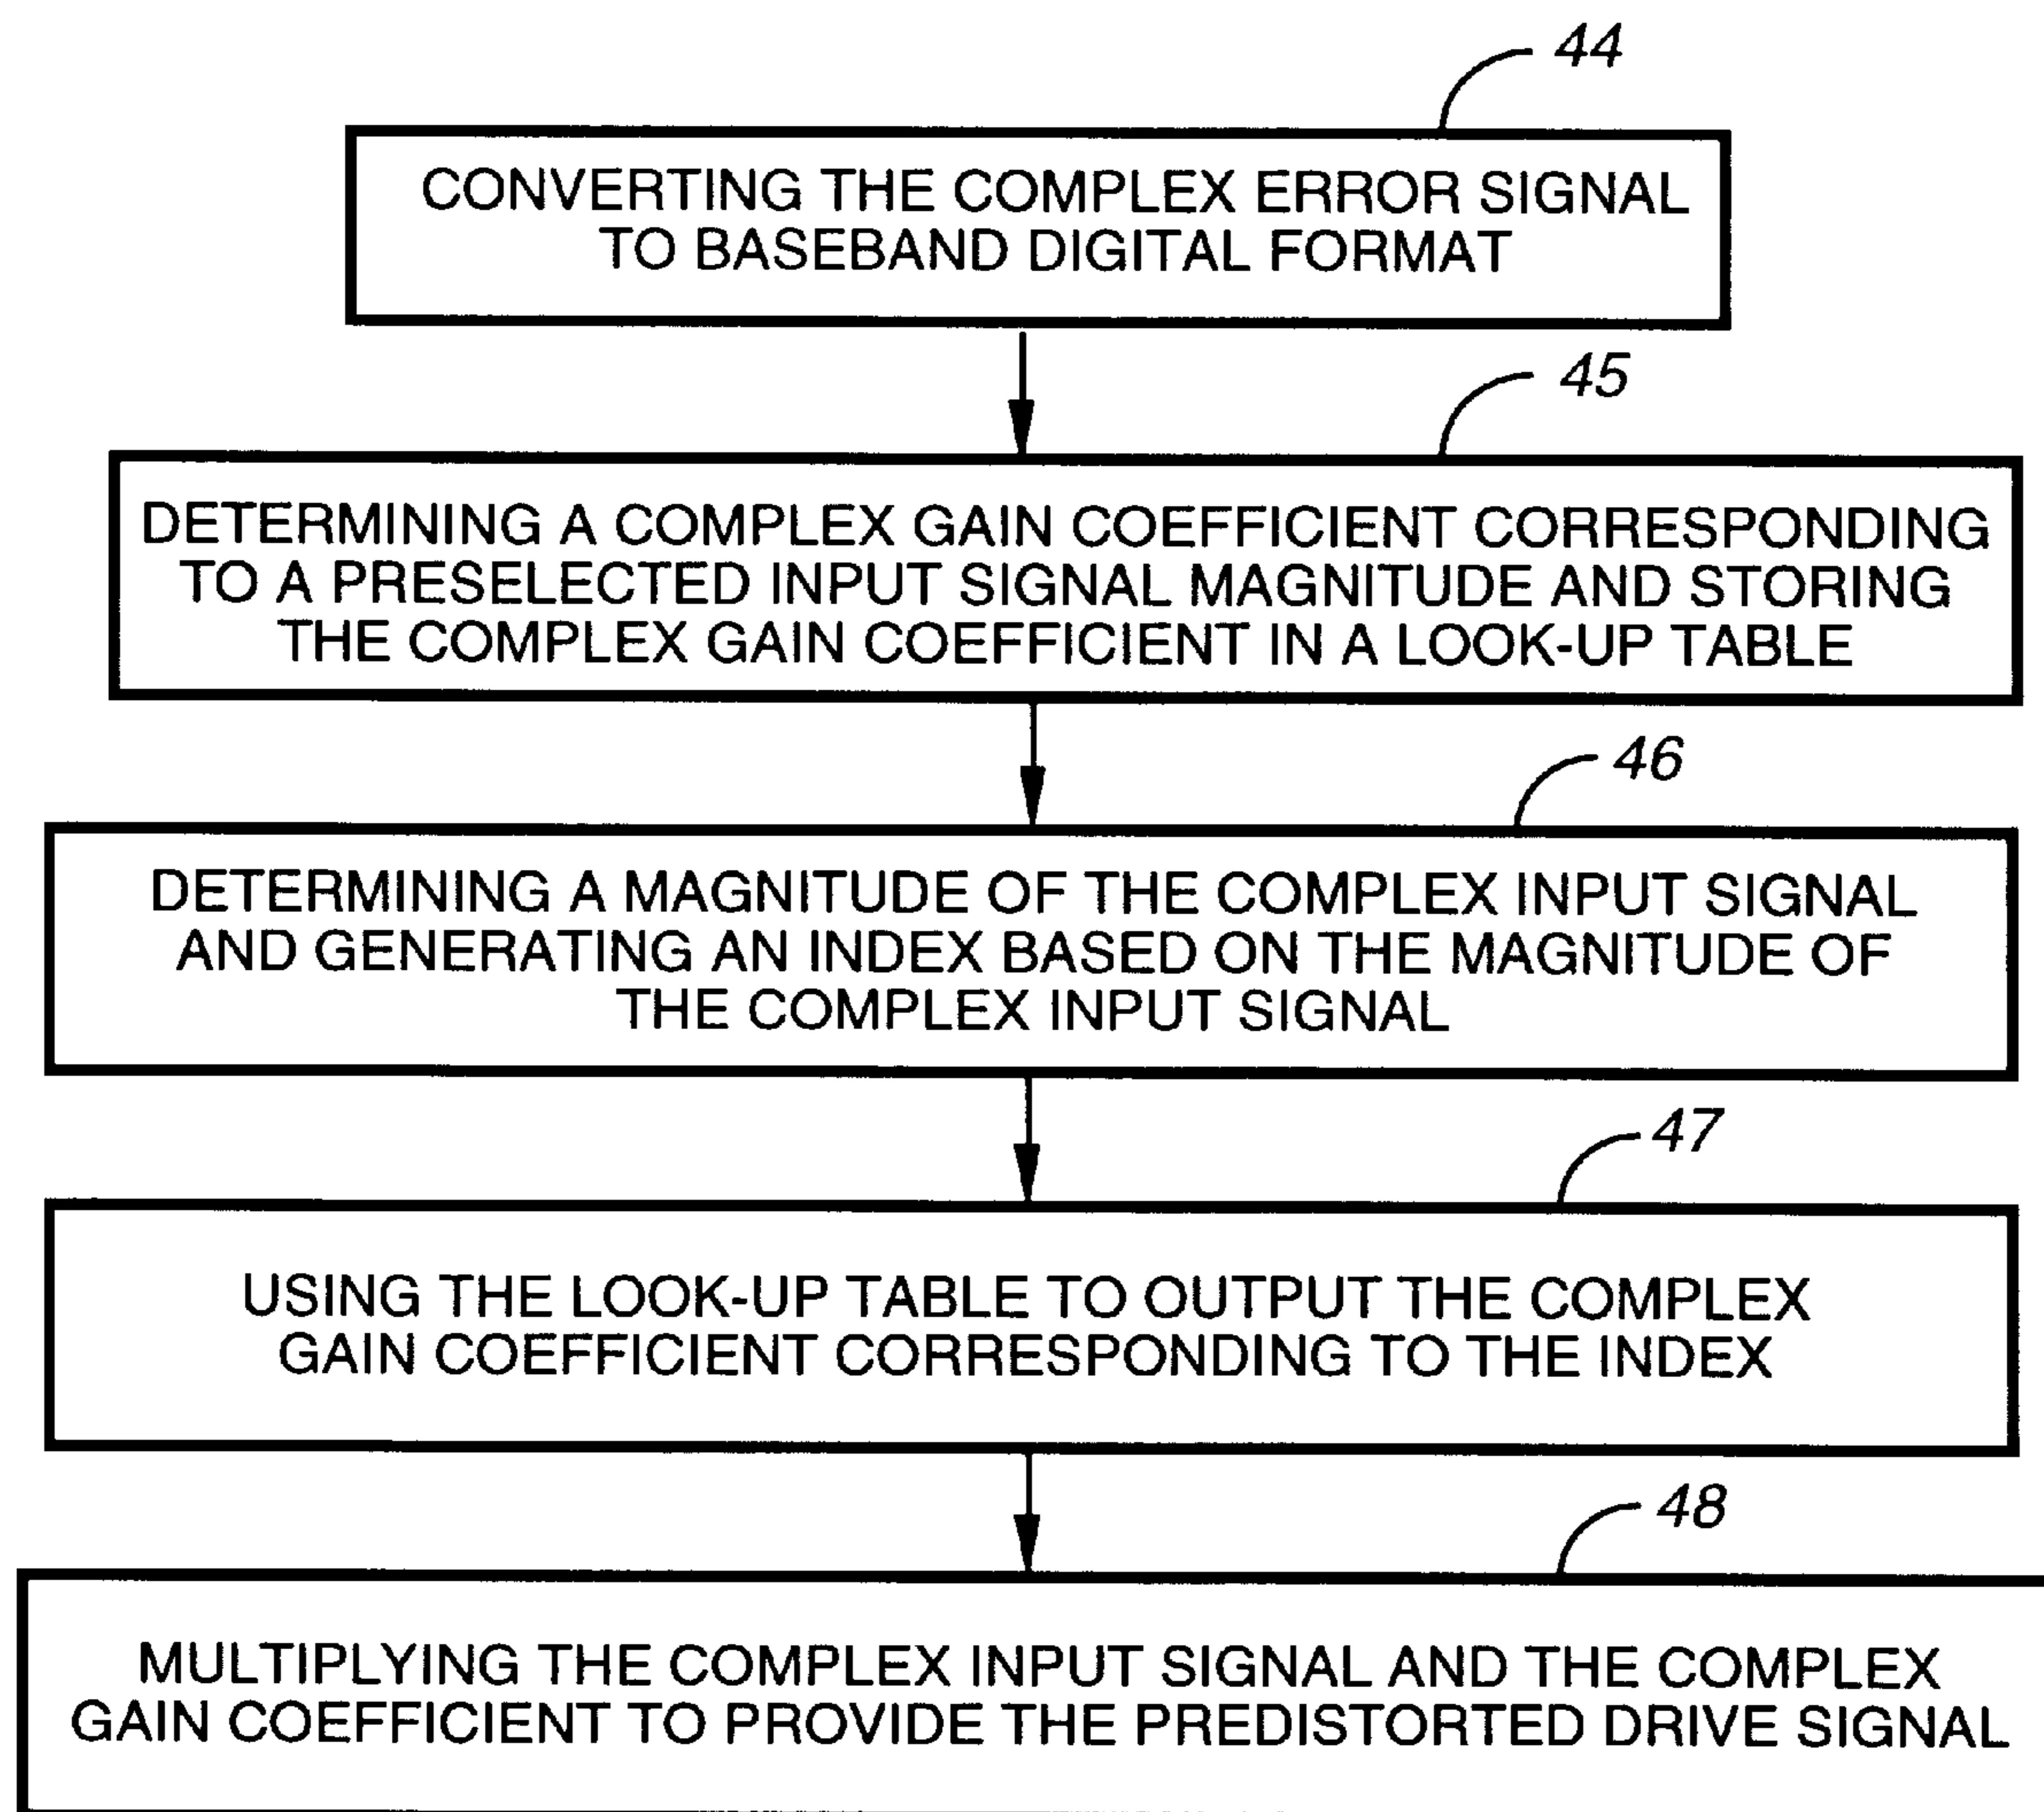 44
CONVERTING THE COMPLEX ERROR SIGNAL
TO BASEBAND DIGITAL FORMAT
45
DETERMINING A COMPLEX GAIN COEFFICIENT CORRESPONDING
TO A PRESELECTED INPUT SIGNAL MAGNITUDE AND STORING
THE COMPLEX GAIN COEFFICIENT IN A LOOK-UP TABLE
46
DETERMINING A MAGNITUDE OF THE COMPLEX INPUT SIGNAL
AND GENERATING AN INDEX BASED ON THE MAGNITUDE OF
THE COMPLEX INPUT SIGNAL
47
USING THE LOOK-UP TABLE TO OUTPUT THE COMPLEX
GAIN COEFFICIENT CORRESPONDING TO THE INDEX
48
MULTIPLYING THE COMPLEX INPUT SIGNAL AND THE COMPLEX
GAIN COEFFICIENT TO PROVIDE THE PREDISTORTED DRIVE SIGNAL